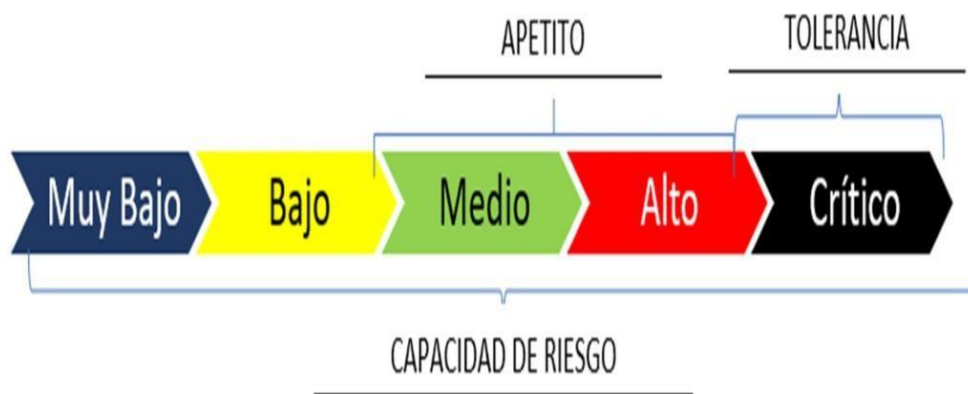 APETITO
TOLERANCIA
Muy Bajo
Bajo
Medio
Alto
Crítico
CAPACIDAD DE RIESGO